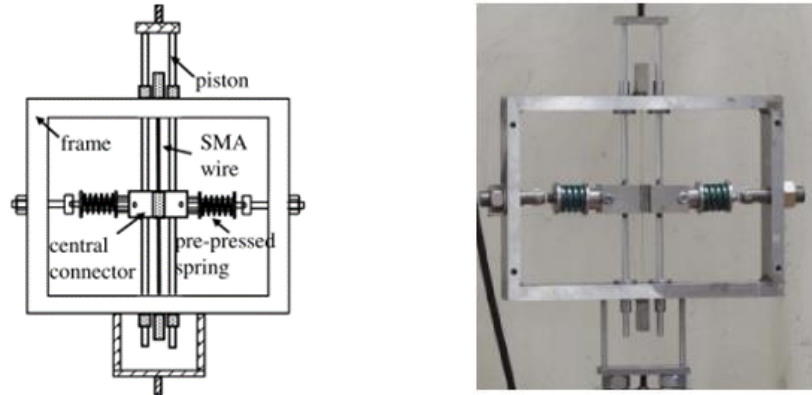 piston
frame
SMA
wire
central
connector
pre-pressed
spring